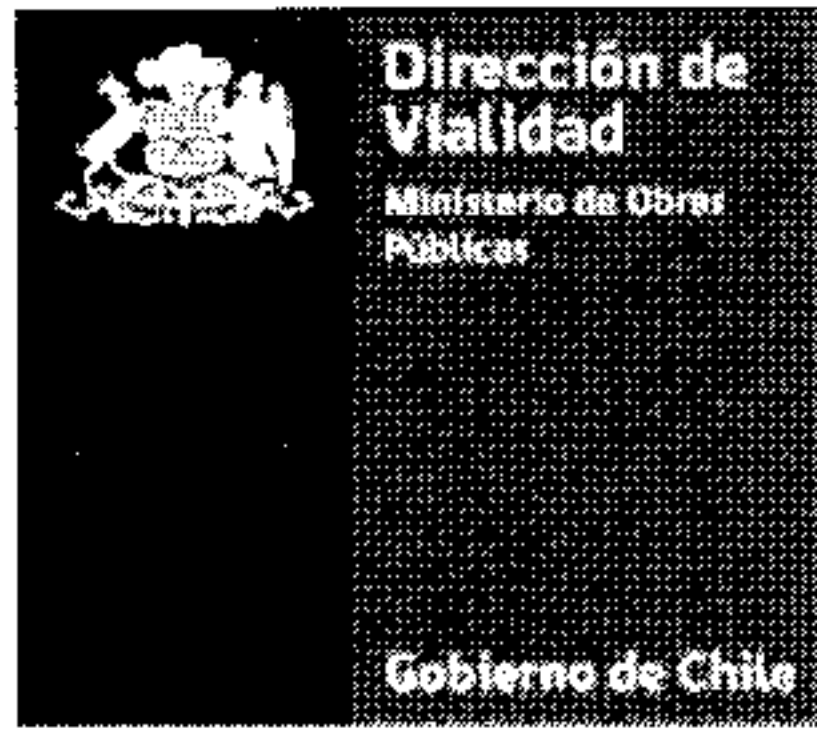 Dirección de
Vialidad
Ministerio de Obras
Públicas
Gobierno de Chile